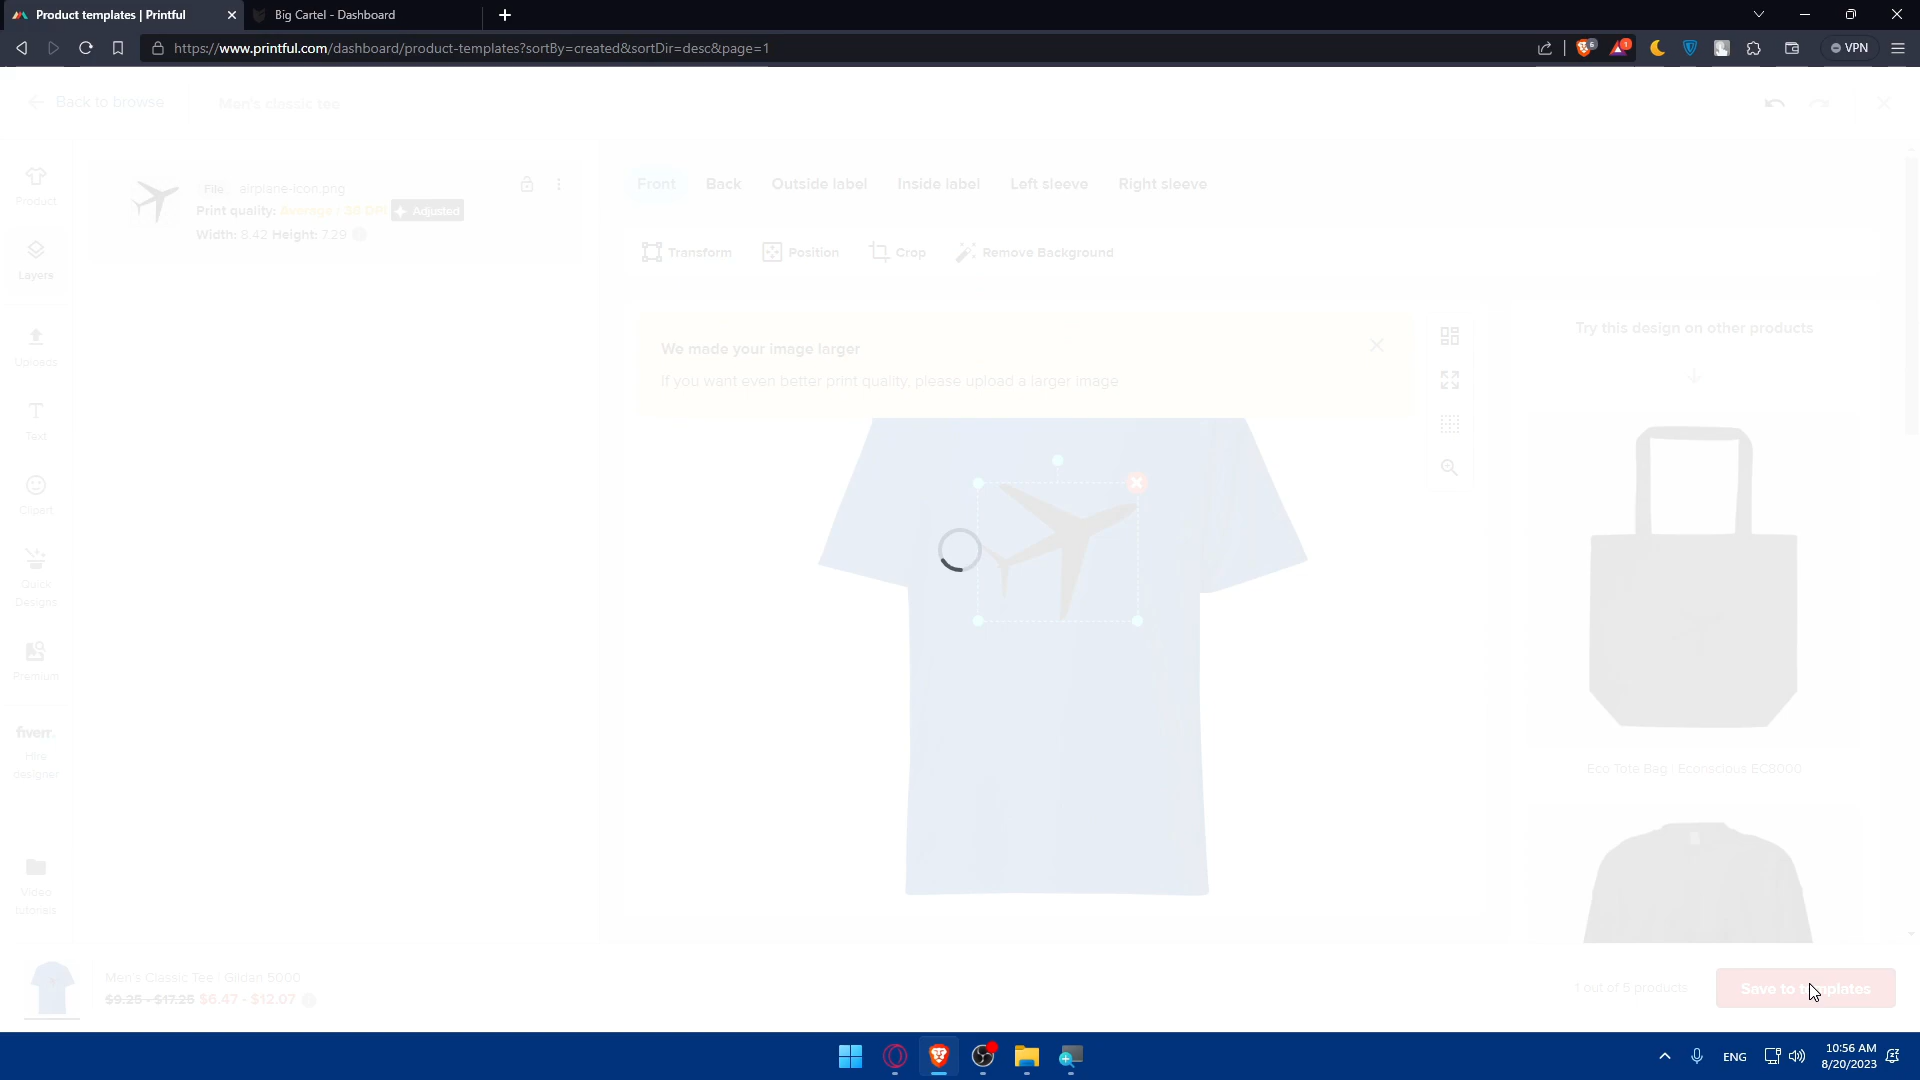 Product templates | Printful
Big Cartel - Dashboard
https://www.printful.com/dashboard/product-templates?sortBy=created&sortDir=desc&page=1
6
1
VPN
Back to browse
Men's classic tee
Product
Layers
Uploads
Text
Clipart
Quick
Designs
Premium
fiverr.
Hire
designer
Video
tutorials
File airplane-icon.png
Print quality: Average | 98 DPI Adjusted
Width: 8.42 Height: 7.29
Front Back Outside label Inside label Left sleeve Right sleeve
Transform Position Crop Remove Background
We made your image larger
If you want even better print quality, please upload a larger image
Try this design on other products
Eco Tote Bag | Econscious EC8000
Men's Classic Tee | Gildan 5000
$9.25 - $17.25 $6.47 - $12.07
1 out of 5 products
Save to templates
ENG
10:56 AM
8/20/2023